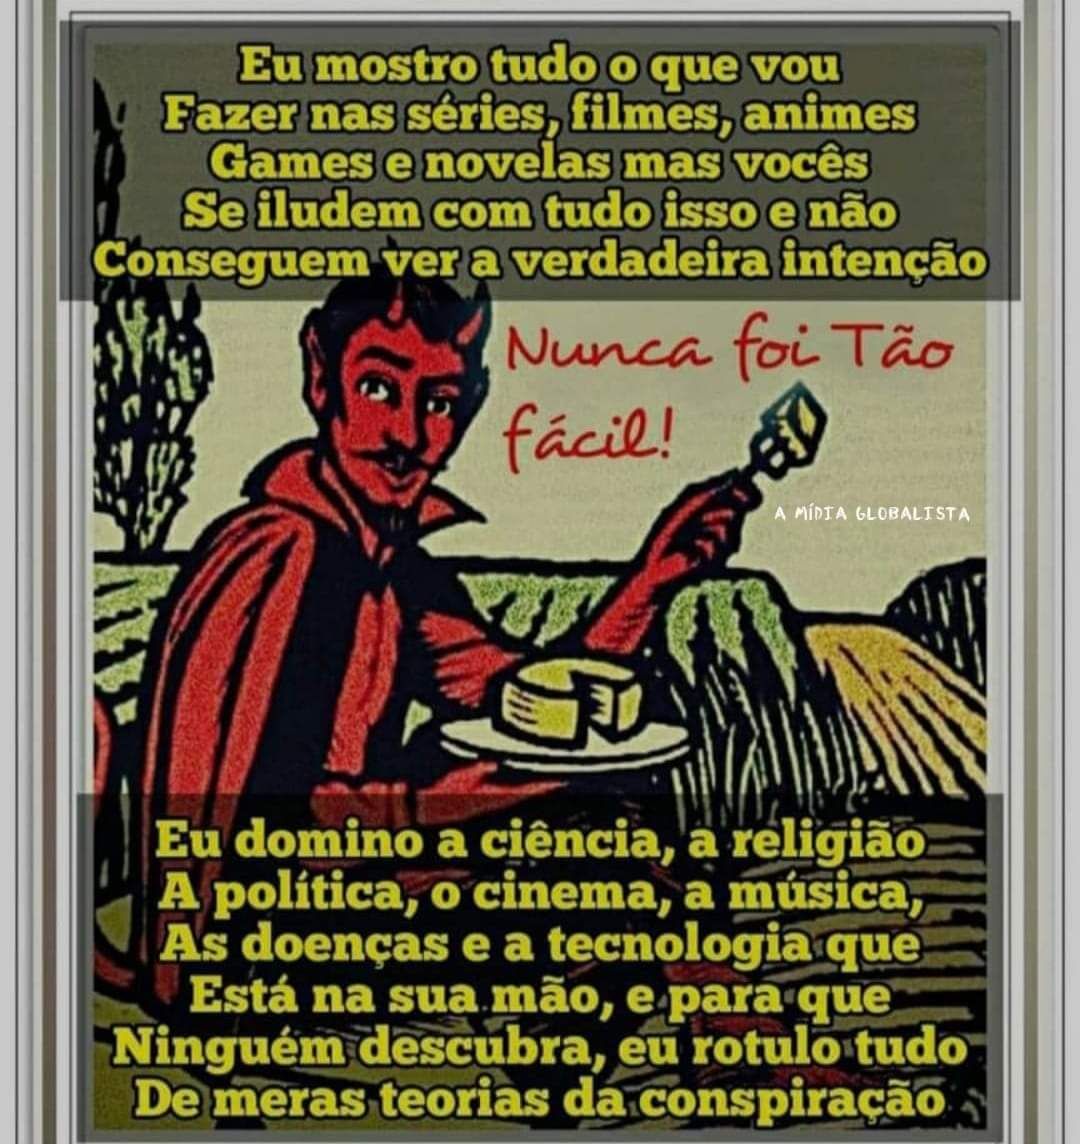 Eu mostro tudo o que vou
Fazer nas séries, filmes, animes
Games e novelas mas vocês
Se iludem com tudo isso e não
Conseguem ver a verdadeira intenção
Nunca foi Tão
fácil!
A MÍDIA GLOBALISTA
Eu domino a ciência, a religião
A política, o cinema, a música,
As doenças e a tecnologia que
Está na sua mão, e para que
Ninguém descubra, eu rotulo tudo
De meras teorias da conspiração